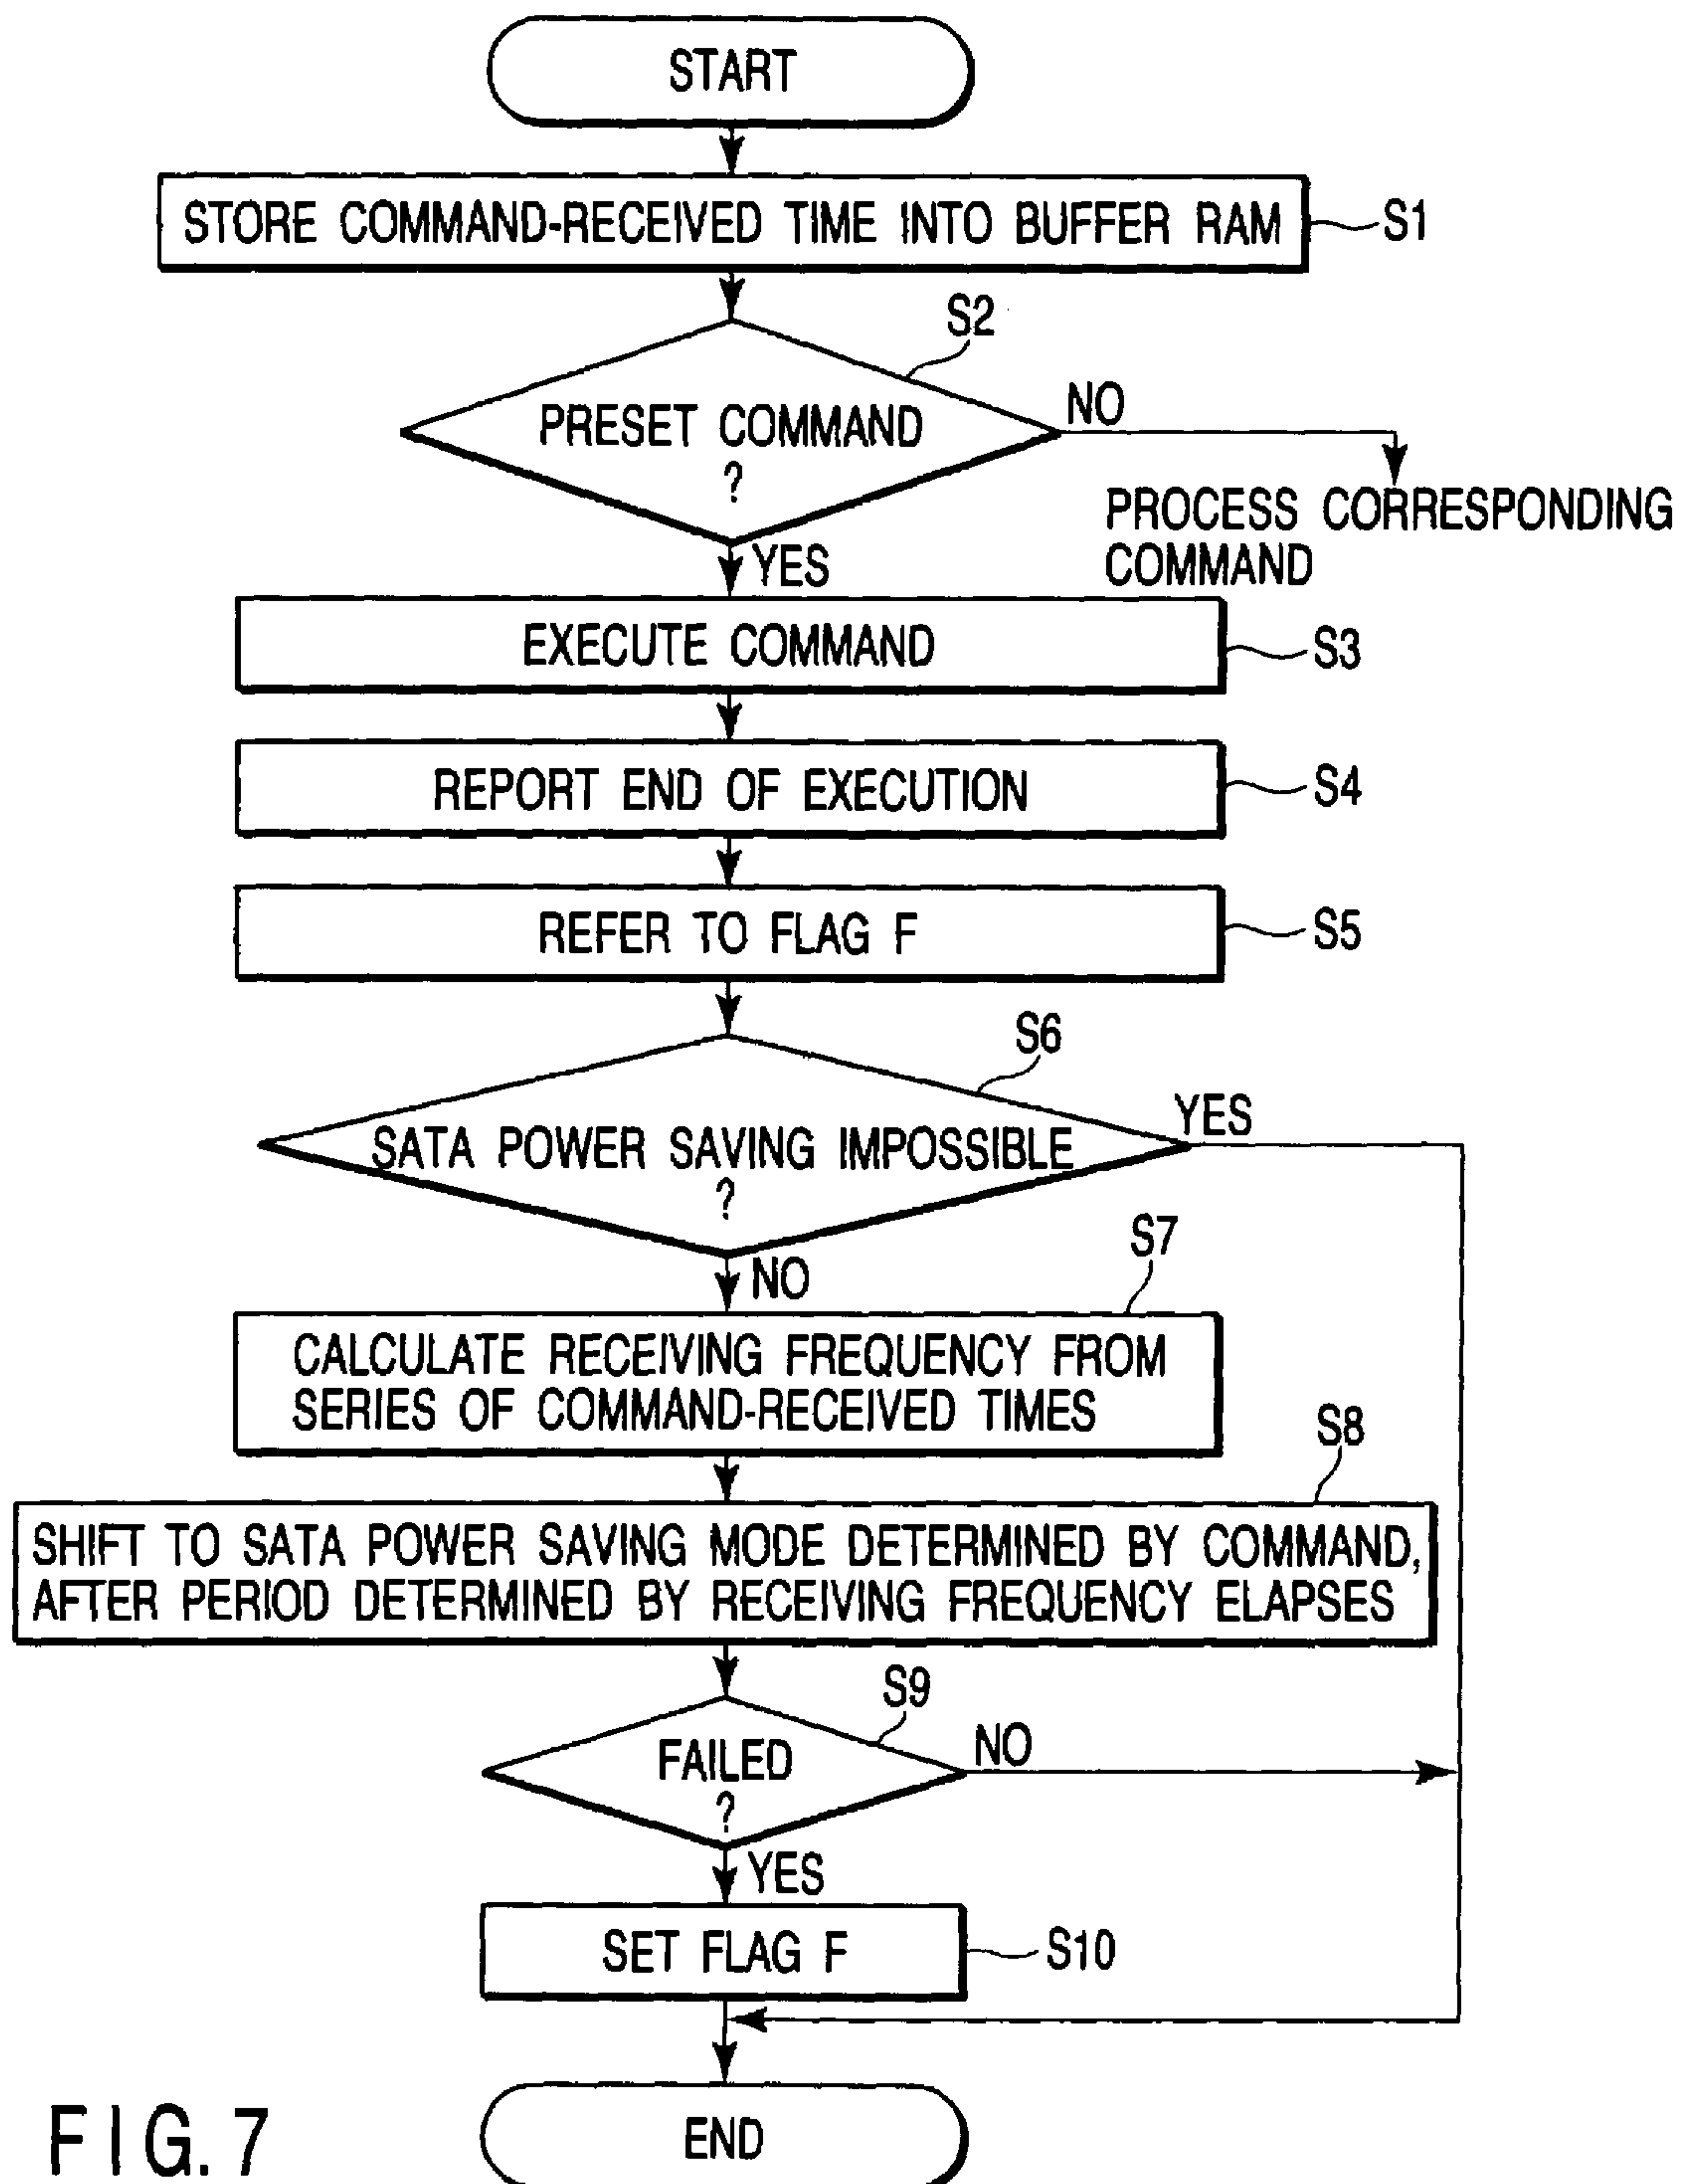 START
STORE COMMAND-RECEIVED TIME INTO BUFFER RAM
S1
S2
PRESET COMMAND
?
NO
PROCESS CORRESPONDING
COMMAND
YES
EXECUTE COMMAND
S3
REPORT END OF EXECUTION
S4
REFER TO FLAG F
S5
S6
SATA POWER SAVING IMPOSSIBLE
?
YES
NO
S7
CALCULATE RECEIVING FREQUENCY FROM
SERIES OF COMMAND-RECEIVED TIMES
S8
SHIFT TO SATA POWER SAVING MODE DETERMINED BY COMMAND,
AFTER PERIOD DETERMINED BY RECEIVING FREQUENCY ELAPSES
S9
FAILED
?
NO
YES
SET FLAG F
S10
END
FIG. 7